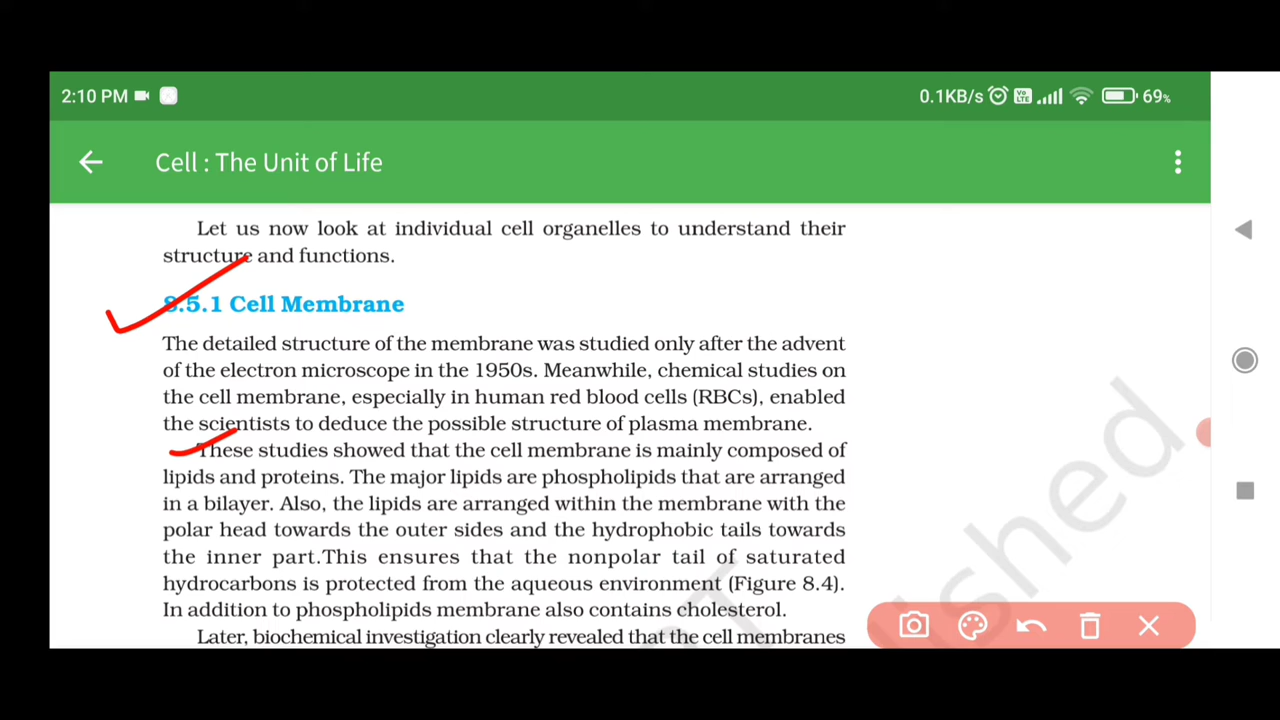 2:10 PM
0.1KB/s Vo LTE 69%
Cell : The Unit of Life
Let us now look at individual cell organelles to understand their
structure and functions.
8.5.1 Cell Membrane
The detailed structure of the membrane was studied only after the advent
of the electron microscope in the 1950s. Meanwhile, chemical studies on
the cell membrane, especially in human red blood cells (RBCs), enabled
the scientists to deduce the possible structure of plasma membrane.
These studies showed that the cell membrane is mainly composed of
lipids and proteins. The major lipids are phospholipids that are arranged
in a bilayer. Also, the lipids are arranged within the membrane with the
polar head towards the outer sides and the hydrophobic tails towards
the inner part.This ensures that the nonpolar tail of saturated
hydrocarbons is protected from the aqueous environment (Figure 8.4).
In addition to phospholipids membrane also contains cholesterol.
Later, biochemical investigation clearly revealed that the cell membranes